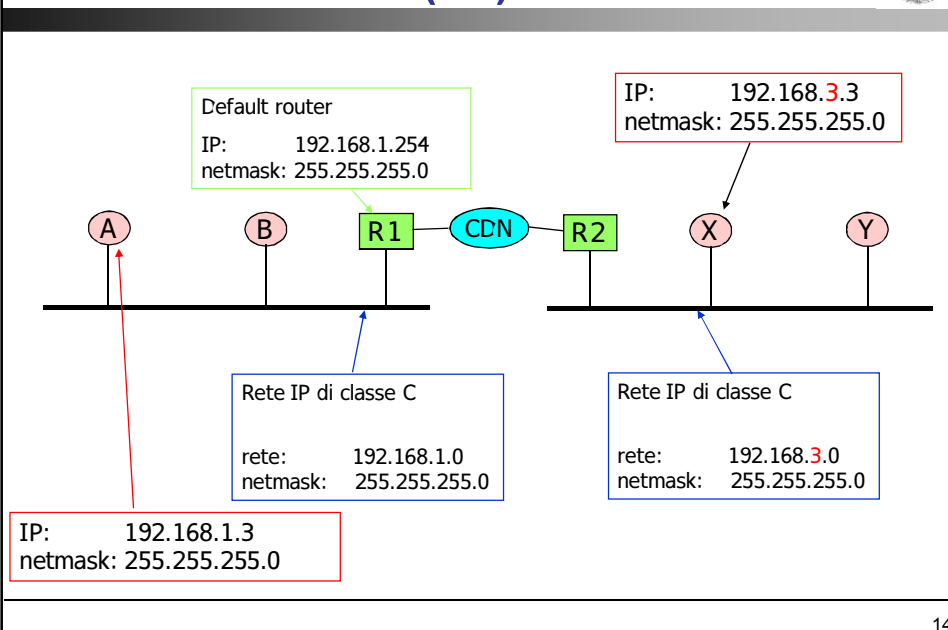 Default router
IP: 192.168.1.254
netmask: 255.255.255.0
IP: 192.168.3.3
netmask: 255.255.255.0
A
B
R1
CDN
R2
X
Y
Rete IP di classe C
rete: 192.168.1.0
netmask: 255.255.255.0
Rete IP di classe C
rete: 192.168.3.0
netmask: 255.255.255.0
IP: 192.168.1.3
netmask: 255.255.255.0
14